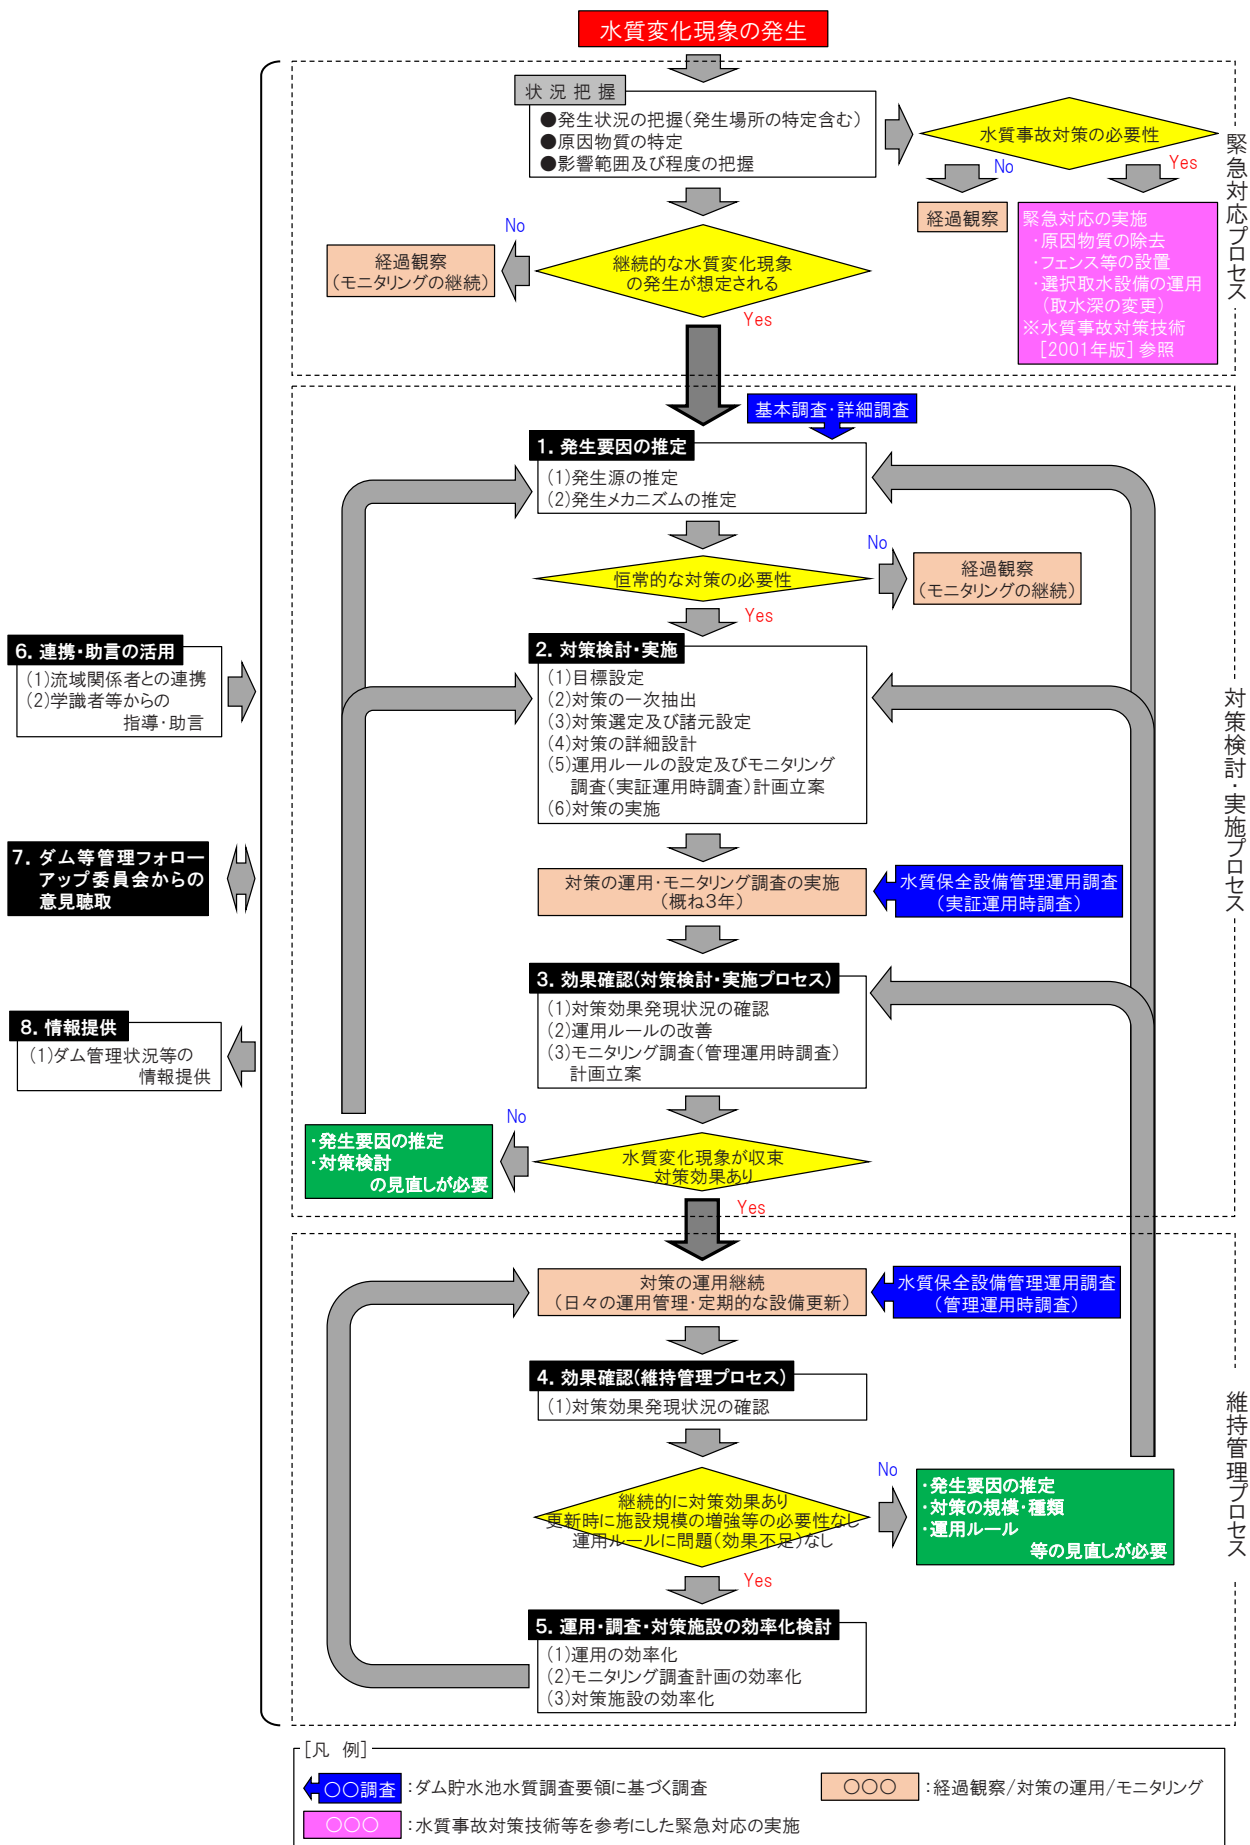 水質変化現象の発生
緊急対応プロセス
状況把握
●発生状況の把握(発生場所の特定含む)
●原因物質の特定
●影響範囲及び程度の把握
水質事故対策の必要性
No
Yes
経過観察
緊急対応の実施
・原因物質の除去
・フェンス等の設置
・選択取水設備の運用
(取水深の変更)
※水質事故対策技術
[2001年版]参照
継続的な水質変化現象
の発生が想定される
No
経過観察
(モニタリングの継続)
Yes
対策検討・実施プロセス
基本調査・詳細調査
1. 発生要因の推定
(1)発生源の推定
(2)発生メカニズムの推定
恒常的な対策の必要性
No
経過観察
(モニタリングの継続)
Yes
2. 対策検討・実施
(1)目標設定
(2)対策の一次抽出
(3)対策選定及び諸元設定
(4)対策の詳細設計
(5)運用ルールの設定及びモニタリング
調査(実証運用時調査)計画立案
(6)対策の実施
対策の運用・モニタリング調査の実施
(概ね3年)
水質保全設備管理運用調査
(実証運用時調査)
3. 効果確認(対策検討・実施プロセス)
(1)対策効果発現状況の確認
(2)運用ルールの改善
(3)モニタリング調査(管理運用時調査)
計画立案
水質変化現象が収束
対策効果あり
No
・発生要因の推定
・対策検討
の見直しが必要
Yes
6. 連携・助言の活用
(1)流域関係者との連携
(2)学識者等からの
指導・助言
7. ダム等管理フォロー
アップ委員会からの
意見聴取
8. 情報提供
(1)ダム管理状況等の
情報提供
維持管理プロセス
対策の運用継続
(日々の運用管理・定期的な設備更新)
水質保全設備管理運用調査
(管理運用時調査)
4. 効果確認(維持管理プロセス)
(1)対策効果発現状況の確認
継続的に対策効果あり
更新時に施設規模の増強等の必要性なし
運用ルールに問題(効果不足)なし
No
・発生要因の推定
・対策の規模・種類
・運用ルール
等の見直しが必要
Yes
5. 運用・調査・対策施設の効率化検討
(1)運用の効率化
(2)モニタリング調査計画の効率化
(3)対策施設の効率化
[凡 例]
○○調査 :ダム貯水池水質調査要領に基づく調査
○○○ :経過観察/対策の運用/モニタリング
○○○ :水質事故対策技術等を参考にした緊急対応の実施